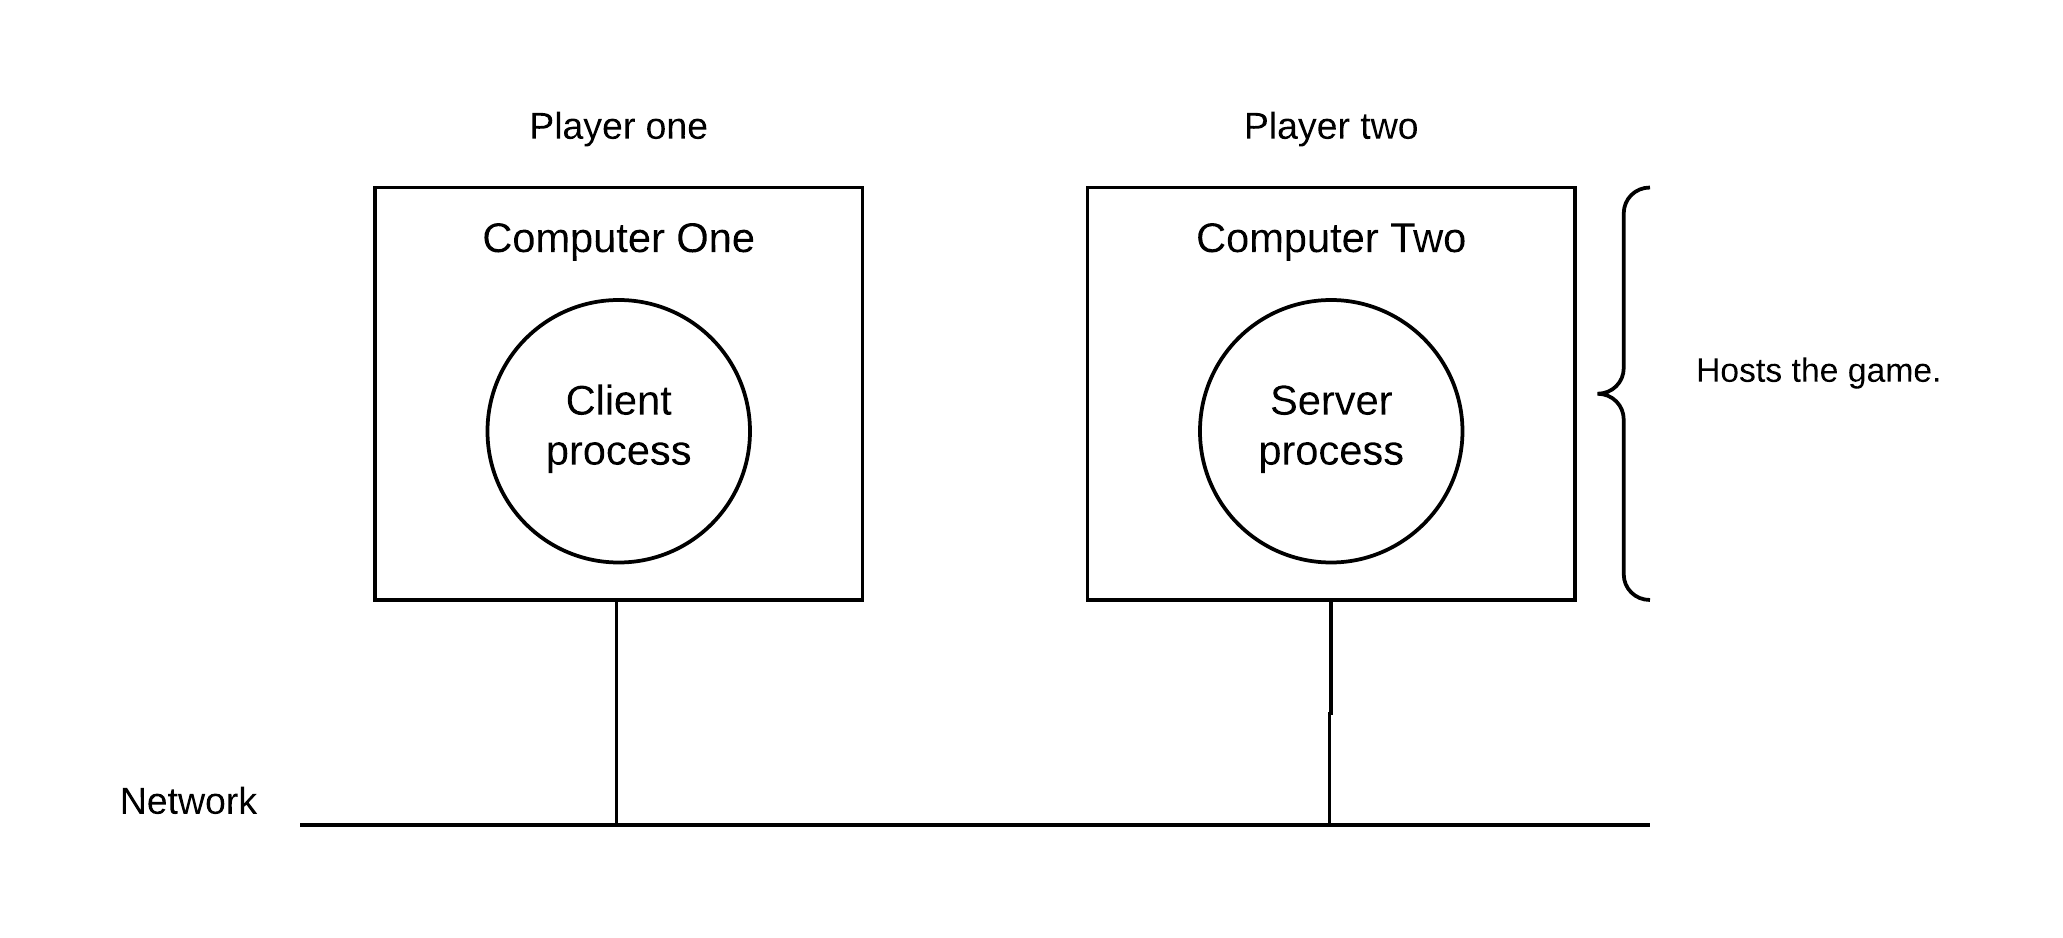 Player one
Player two
Computer One
Computer Two
Client
process
Server
process
Hosts the game.
Network